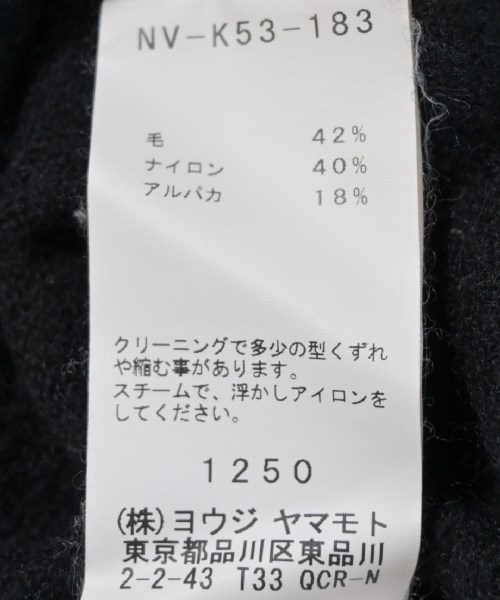 NV-K53-183
毛 42%
ナイロン 40%
アルパカ 18%
クリーニングで多少の型くずれ
や縮む事があります。
スチームで、浮かしアイロンを
してください。
1250
(株)ヨウジ ヤマモト
東京都品川区東品川
2-2-43 T33 QCR-N